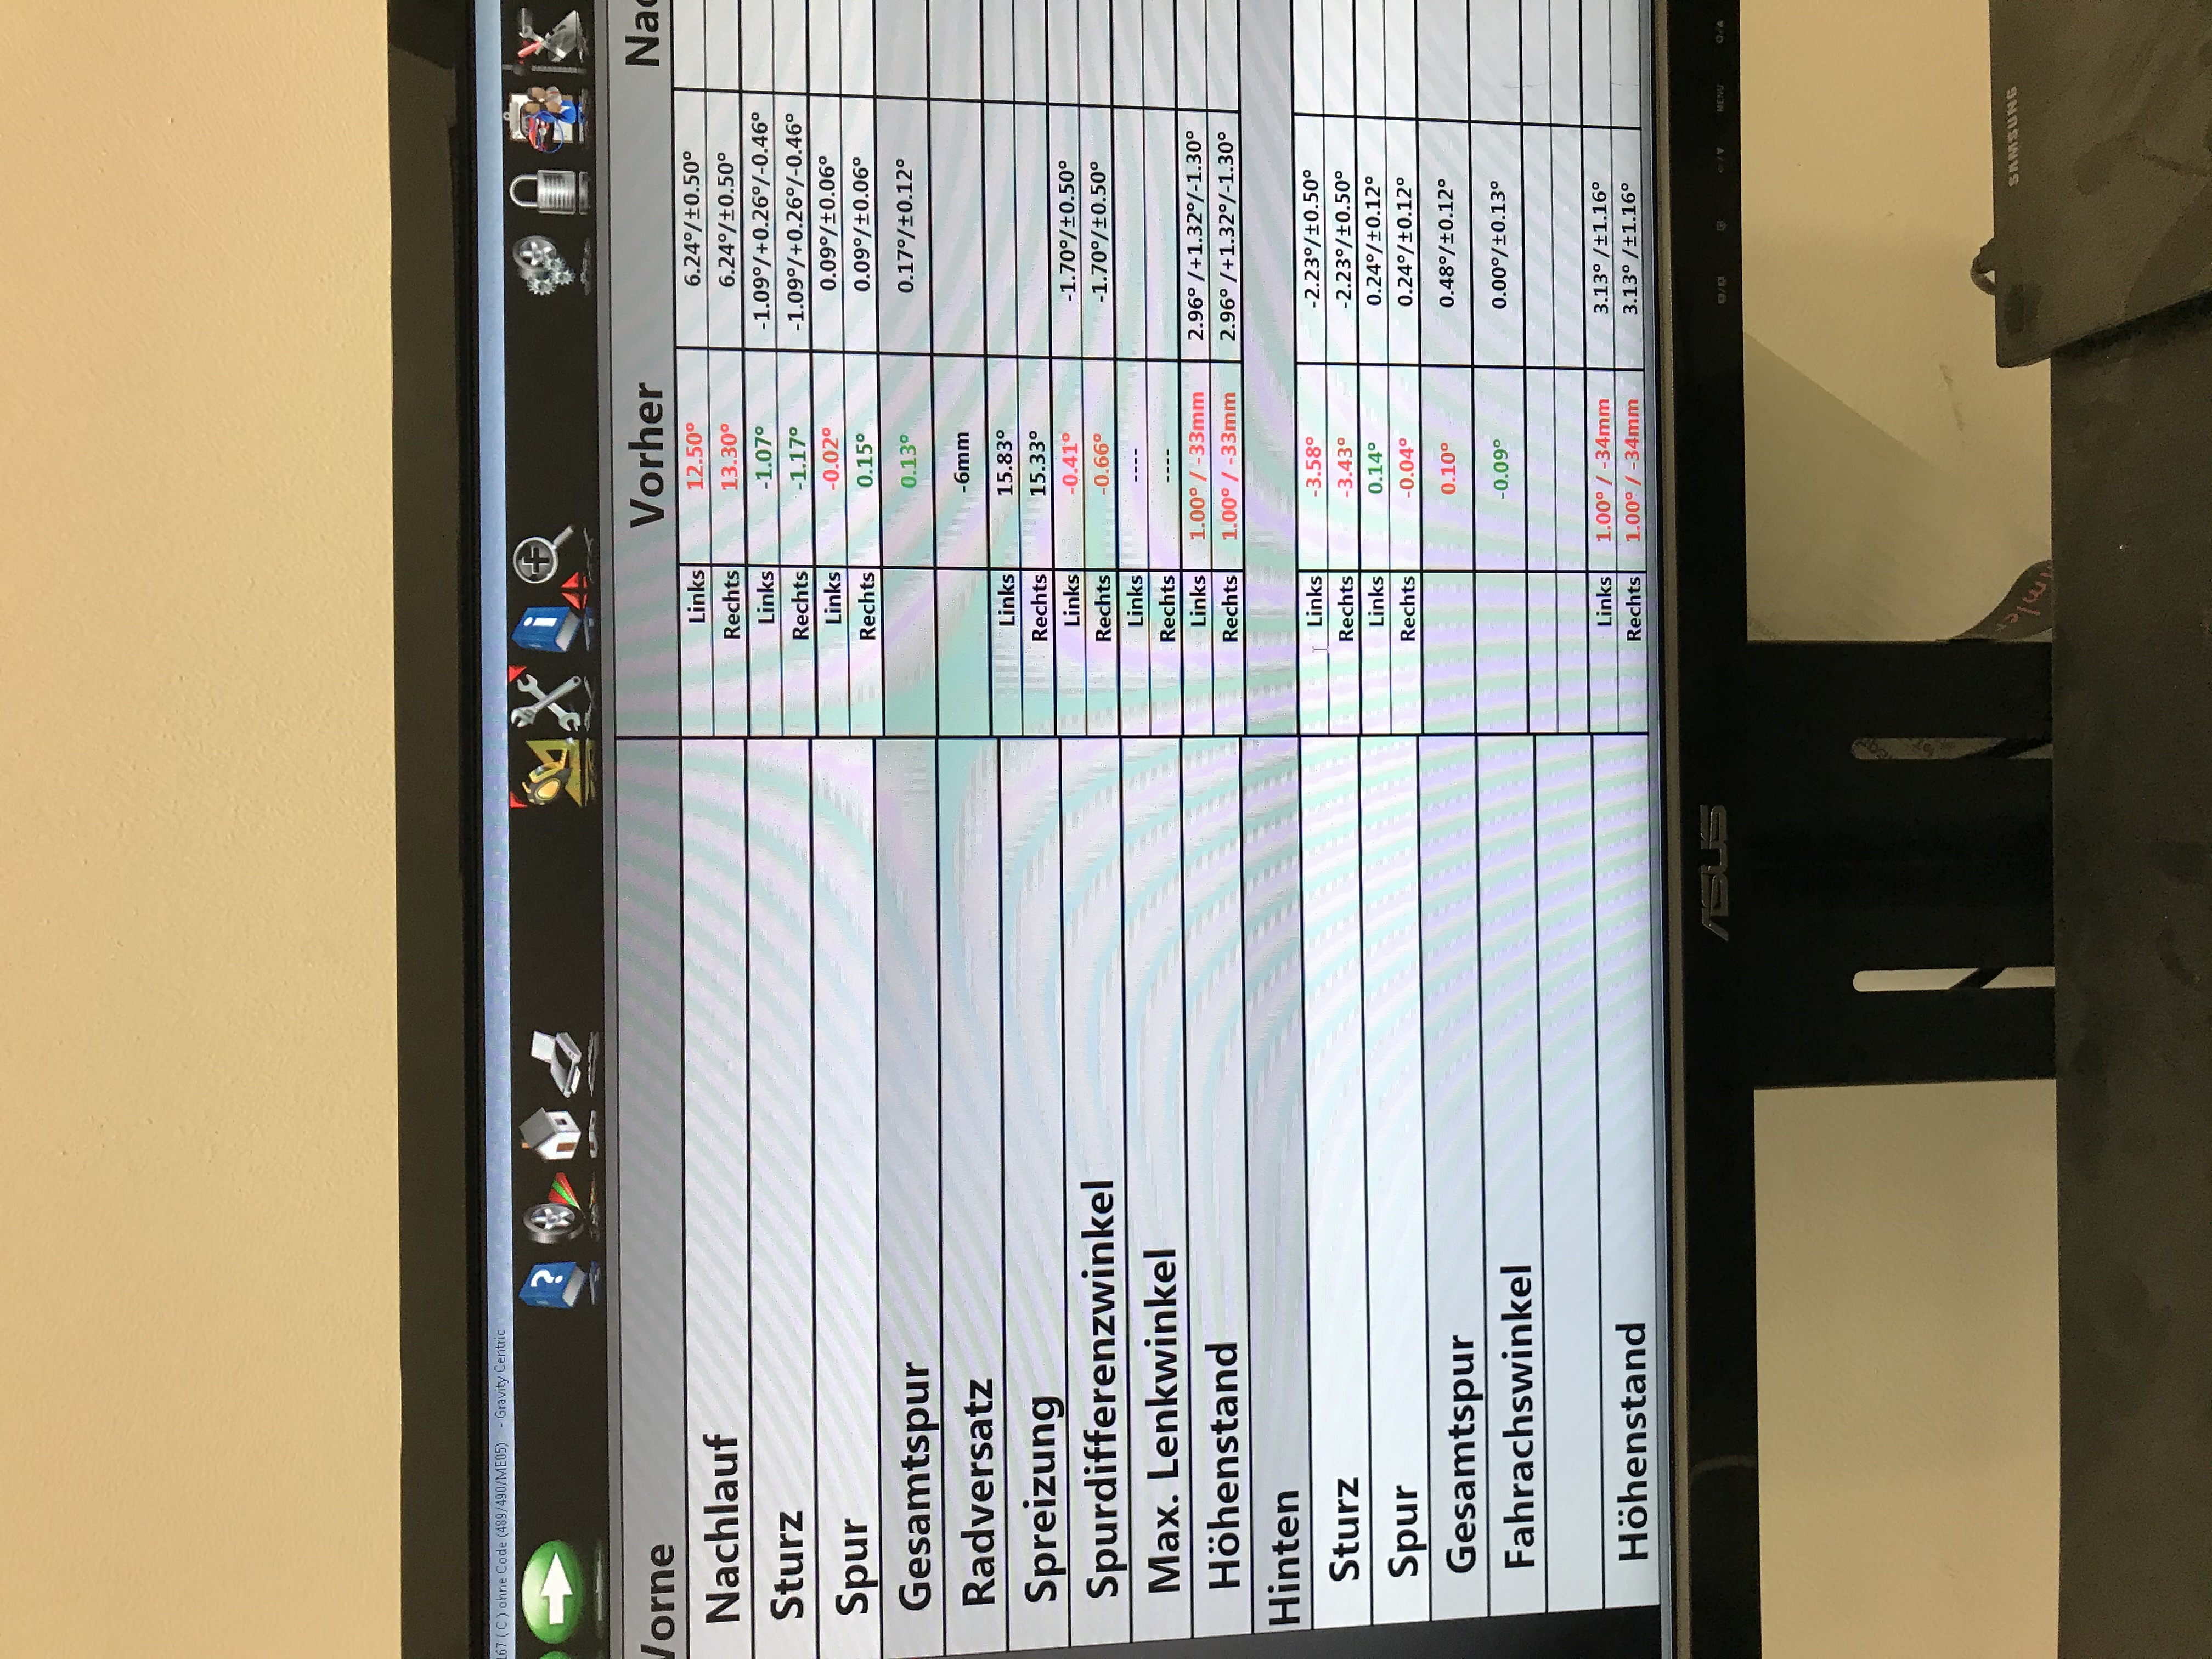 167 ( C ) ohne Code (489/490/ME05) - Gravity Centric
Vorne Vorher
Nachlauf Links 12.50° 6.24°/±0.50°
Rechts 13.30° 6.24°/±0.50°
Sturz Links -1.07° -1.09°/+0.26°/-0.46°
Rechts -1.17° -1.09°/+0.26°/-0.46°
Spur Links -0.02° 0.09°/±0.06°
Rechts 0.15° 0.09°/±0.06°
Gesamtspur 0.13° 0.17°/±0.12°
Radversatz -6mm
Spreizung Links 15.83°
Rechts 15.33°
Spurdifferenzwinkel Links -0.41° -1.70°/±0.50°
Rechts -0.66° -1.70°/±0.50°
Max. Lenkwinkel Links ----
Rechts ----
Höhenstand Links 1.00° / -33mm 2.96° /+1.32°/-1.30°
Rechts 1.00° / -33mm 2.96° /+1.32°/-1.30°
Hinten
Sturz Links -3.58° -2.23°/±0.50°
Rechts -3.43° -2.23°/±0.50°
Spur Links 0.14° 0.24°/±0.12°
Rechts -0.04° 0.24°/±0.12°
Gesamtspur 0.10° 0.48°/±0.12°
Fahrachswinkel -0.09° 0.00°/±0.13°
Höhenstand Links 1.00° / -34mm 3.13° /±1.16°
Rechts 1.00° / -34mm 3.13° /±1.16°
ASUS
MENU
SAMSUNG